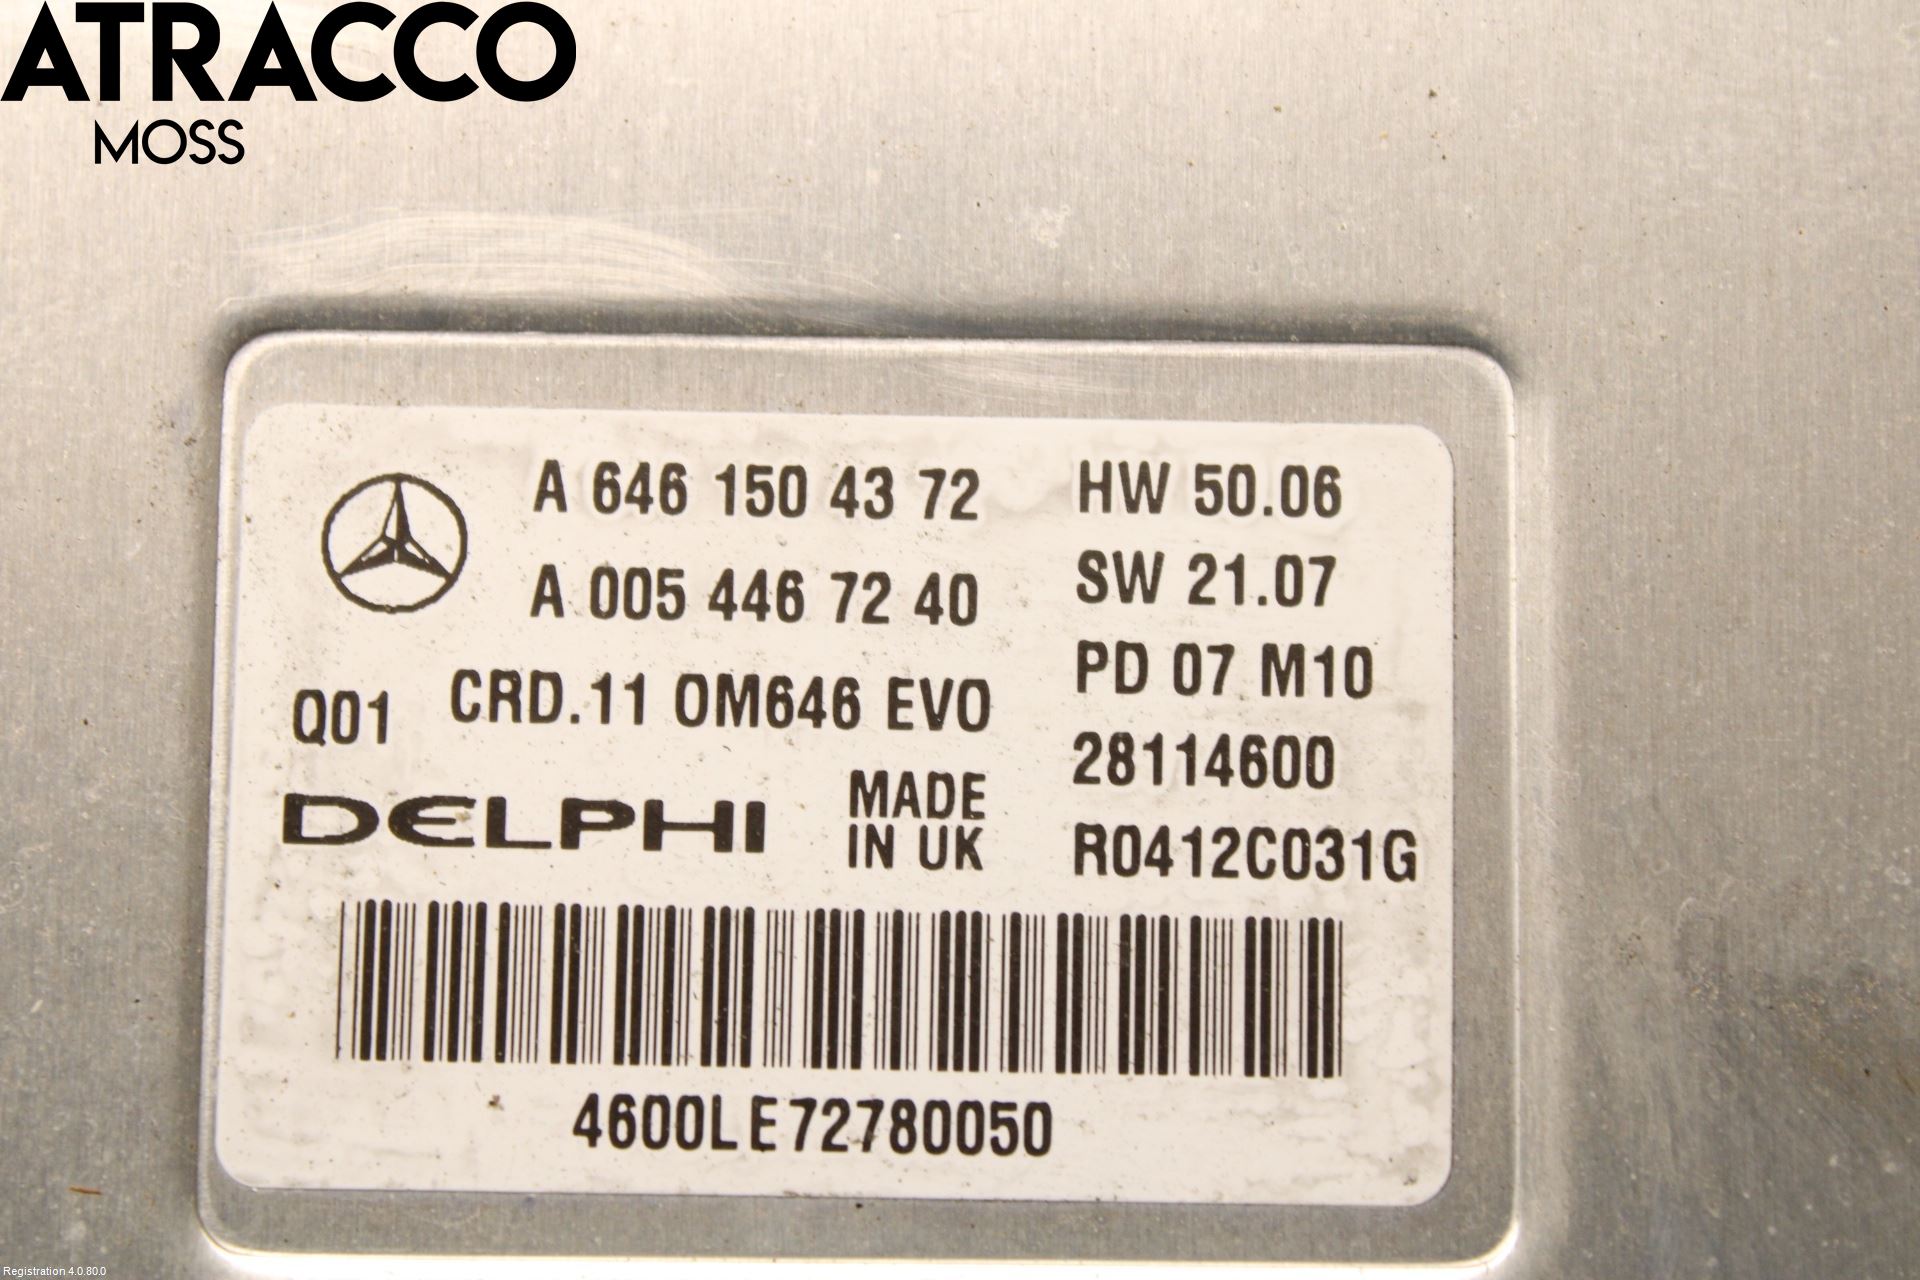 ATRACCO
MOSS
A 646 150 43 72
HW 50.06
A 005 446 72 40
SW 21.07
Q01
CRD.11 OM646 EVO
PD 07 M10
28114600
DELPHI
MADE
IN UK
R0412C031G
4600LE72780050
Registration 4.0.80.0